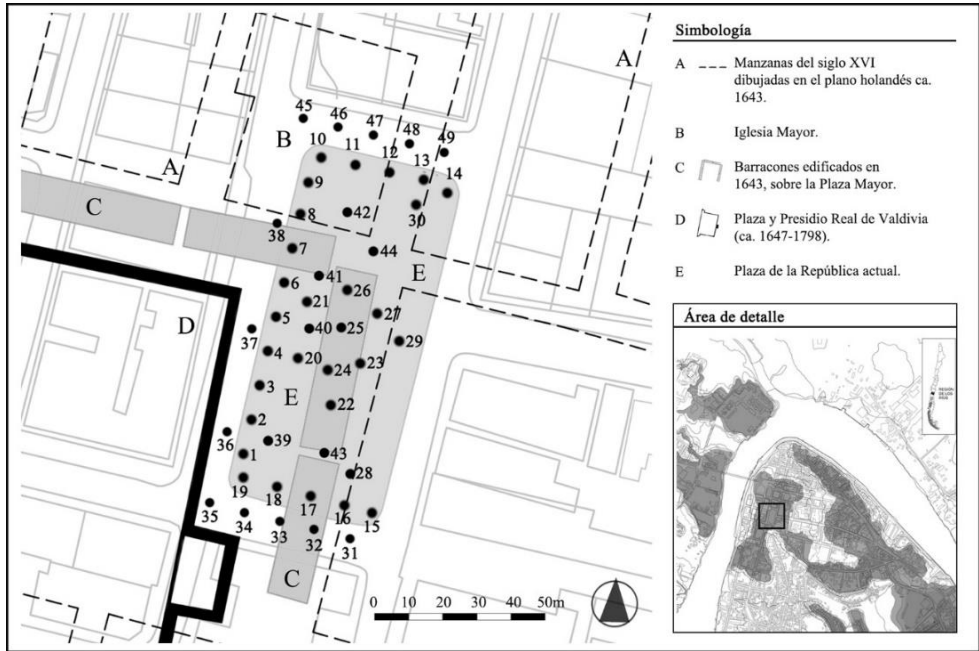 A
A
B
C
C
D
E
E
45
46
47
48
49
10
11
12
13
14
9
8
42
30
38
7
44
41
6
26
21
27
5
40
25
37
29
4
20
24
23
3
22
2
36
39
1
43
28
19
18
17
16
15
35
34
33
32
31
0 10 20 30 40 50m
Simbología
A Manzanas del siglo XVI
dibujadas en el plano holandés ca.
1643.
B Iglesia Mayor.
C Barracones edificados en
1643, sobre la Plaza Mayor.
D Plaza y Presidio Real de Valdivia
(ca. 1647-1798).
E Plaza de la República actual.
Área de detalle
REGIÓN
DE LOS
RÍOS